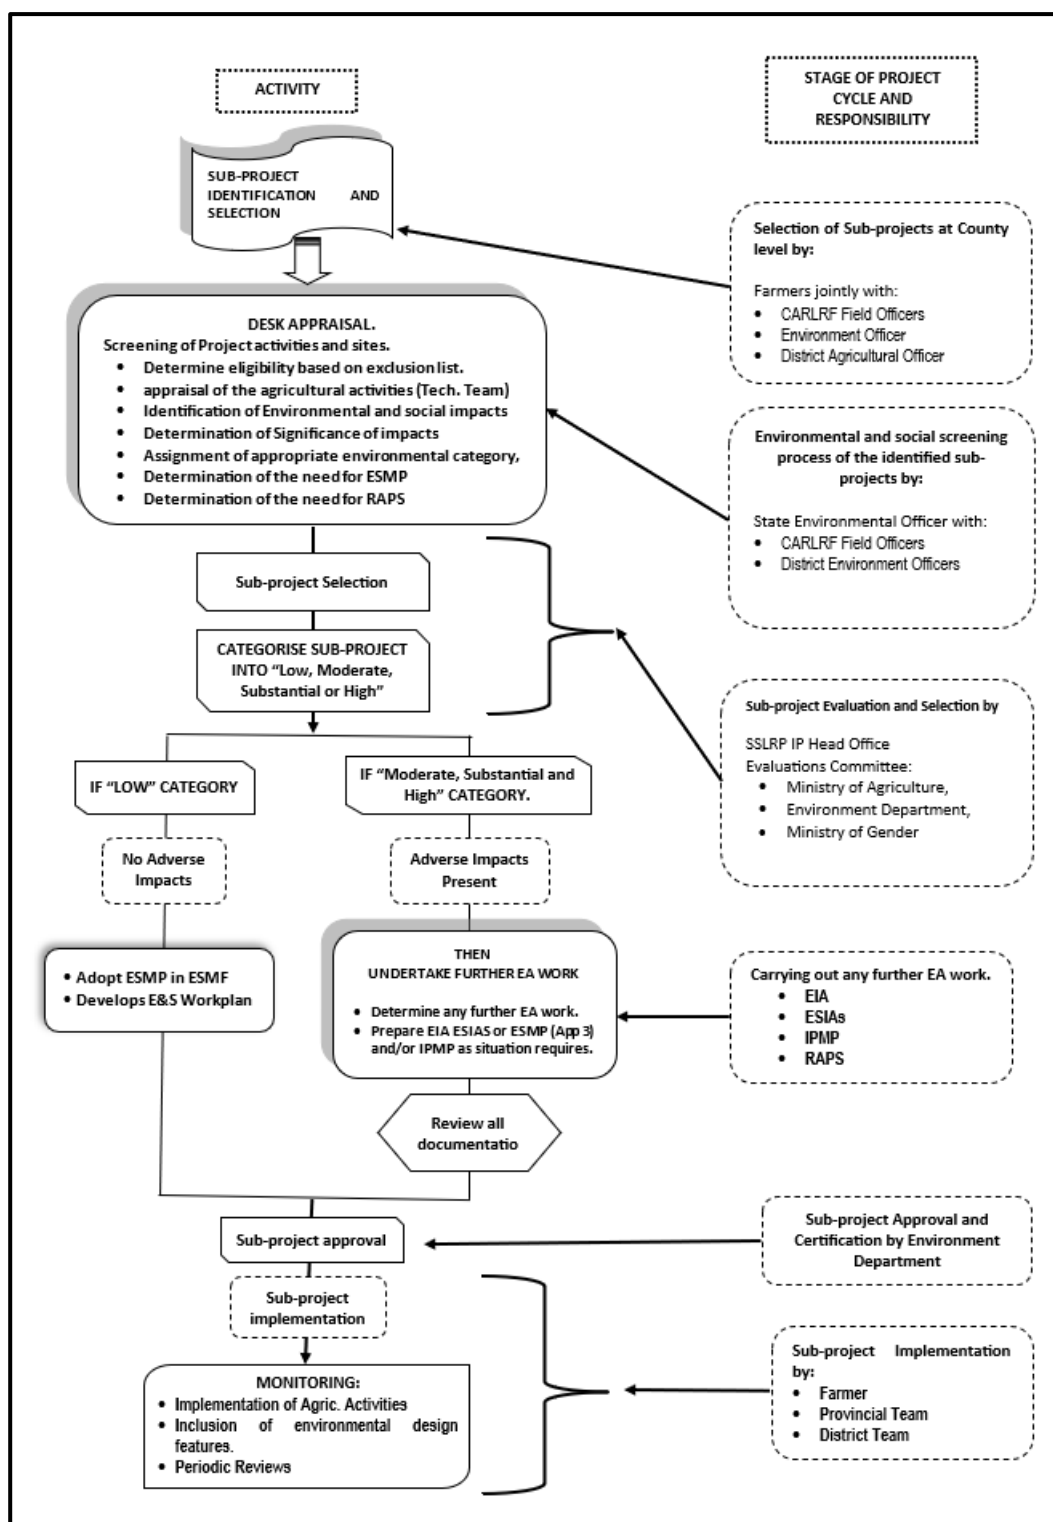 ACTIVITY
STAGE OF PROJECT
CYCLE AND
RESPONSIBILITY
SUB-PROJECT
IDENTIFICATION AND
SELECTION
Selection of Sub-projects at County
level by:
Farmers jointly with:
• CARLRF Field Officers
• Environment Officer
• District Agricultural Officer
DESK APPRAISAL.
Screening of Project activities and sites.
• Determine eligibility based on exclusion list.
• appraisal of the agricultural activities (Tech. Team)
• Identification of Environmental and social impacts
• Determination of Significance of impacts
• Assignment of appropriate environmental category,
• Determination of the need for ESMP
• Determination of the need for RAPS
Environmental and social screening
process of the identified sub-
projects by:
State Environmental Officer with:
• CARLRF Field Officers
• District Environment Officers
Sub-project Selection
CATEGORISE SUB-PROJECT
INTO “Low, Moderate,
Substantial or High”
Sub-project Evaluation and Selection by
SSLRP IP Head Office
Evaluations Committee:
• Ministry of Agriculture,
• Environment Department,
• Ministry of Gender
IF “LOW” CATEGORY
IF “Moderate, Substantial and
High” CATEGORY.
No Adverse
Impacts
Adverse Impacts
Present
• Adopt ESMP in ESMF
• Develops E&S Workplan
THEN
UNDERTAKE FURTHER EA WORK
• Determine any further EA work.
• Prepare EIA ESIAS or ESMP (App 3)
and/or IPMP as situation requires.
Carrying out any further EA work.
• EIA
• ESIAs
• IPMP
• RAPS
Review all
documentatio
Sub-project approval
Sub-project Approval and
Certification by Environment
Department
Sub-project
implementation
MONITORING:
• Implementation of Agric. Activities
• Inclusion of environmental design
features.
• Periodic Reviews
Sub-project Implementation
by:
• Farmer
• Provincial Team
• District Team